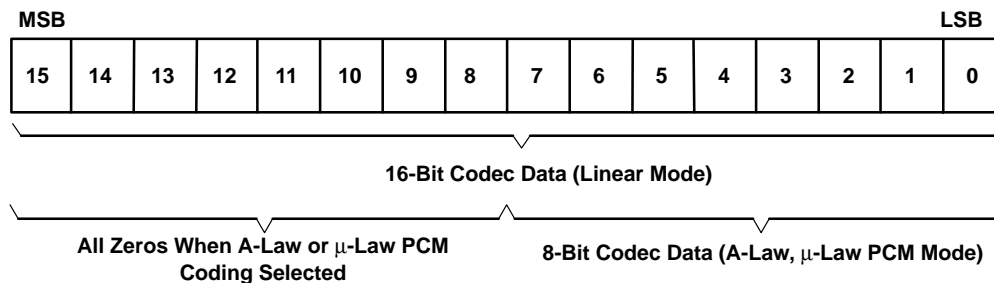 MSB LSB
15 14 13 12 11 10 9 8 7 6 5 4 3 2 1 0
16-Bit Codec Data (Linear Mode)
All Zeros When A-Law or μ-Law PCM
Coding Selected
8-Bit Codec Data (A-Law, μ-Law PCM Mode)